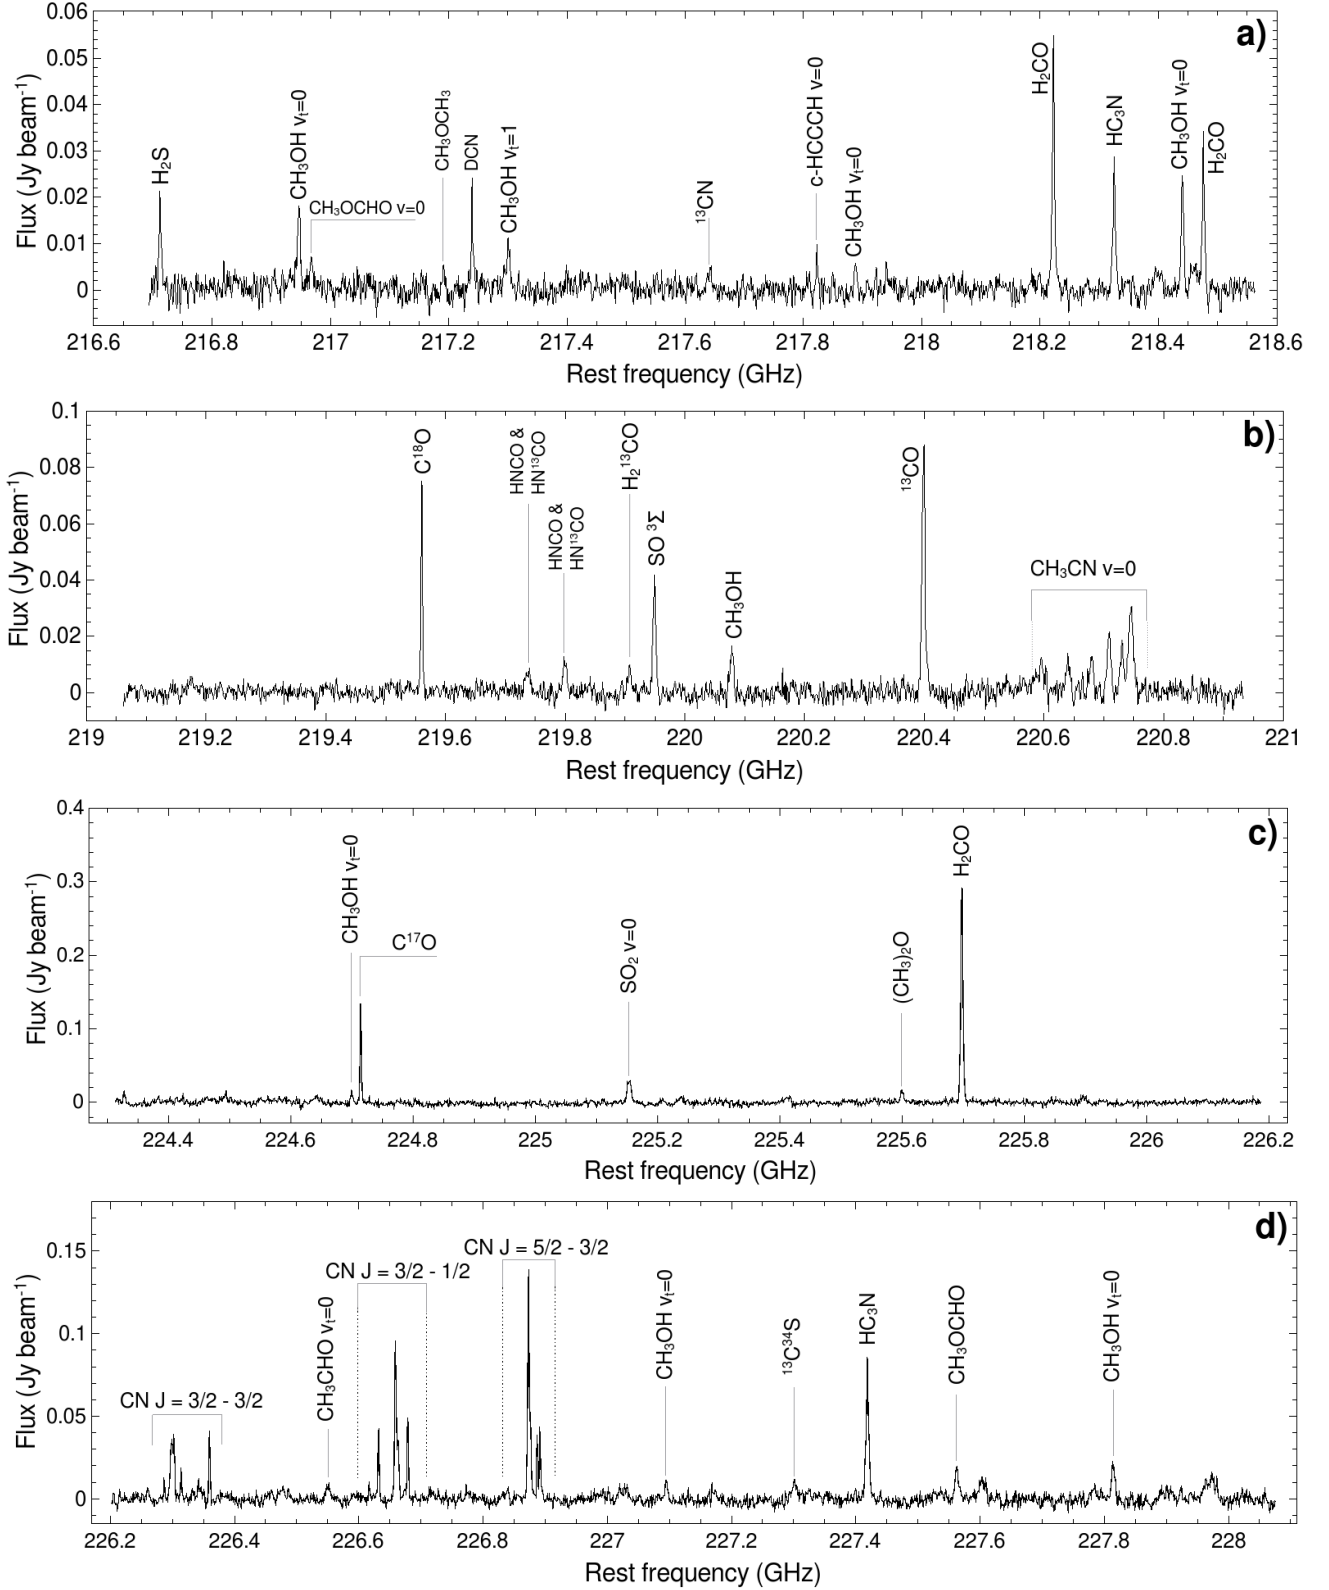 a)
0.06
0.05
0.04
0.03
0.02
0.01
0
Flux (Jy beam⁻¹)
H₂S
CH₃OH vₜ=0
CH₃OCHO v=0
CH₃OCH₃
DCN
CH₃OH vₜ=1
¹³CN
c-HCCCH v=0
CH₃OH vₜ=0
H₂CO
HC₃N
CH₃OH vₜ=0
H₂CO
216.6 216.8 217 217.2 217.4 217.6 217.8 218 218.2 218.4 218.6
Rest frequency (GHz)
b)
0.1
0.08
0.06
0.04
0.02
0
Flux (Jy beam⁻¹)
C¹⁸O
HNCO &
HN¹³CO
HNCO &
HN¹³CO
H₂¹³CO
SO ³Σ
CH₃OH
¹³CO
CH₃CN v=0
219 219.2 219.4 219.6 219.8 220 220.2 220.4 220.6 220.8 221
Rest frequency (GHz)
c)
0.4
0.3
0.2
0.1
0
Flux (Jy beam⁻¹)
CH₃OH vₜ=0
C¹⁷O
SO₂ v=0
(CH₃)₂O
H₂CO
224.4 224.6 224.8 225 225.2 225.4 225.6 225.8 226 226.2
Rest frequency (GHz)
d)
0.15
0.1
0.05
0
Flux (Jy beam⁻¹)
CN J = 3/2 - 3/2
CH₃CHO vₜ=0
CN J = 3/2 - 1/2
CN J = 5/2 - 3/2
CH₃OH vₜ=0
¹³C³⁴S
HC₃N
CH₃OCHO
CH₃OH vₜ=0
226.2 226.4 226.6 226.8 227 227.2 227.4 227.6 227.8 228
Rest frequency (GHz)